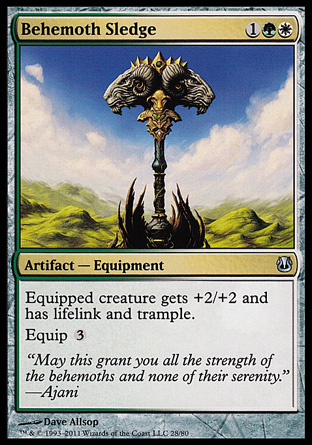 Behemoth Sledge 1
Artifact — Equipment
Equipped creature gets +2/+2 and
has lifelink and trample.
Equip 3
“May this grant you all the strength of
the behemoths and none of their serenity.”
—Ajani
Dave Allsop
™ & © 1993–2011 Wizards of the Coast LLC 28/80